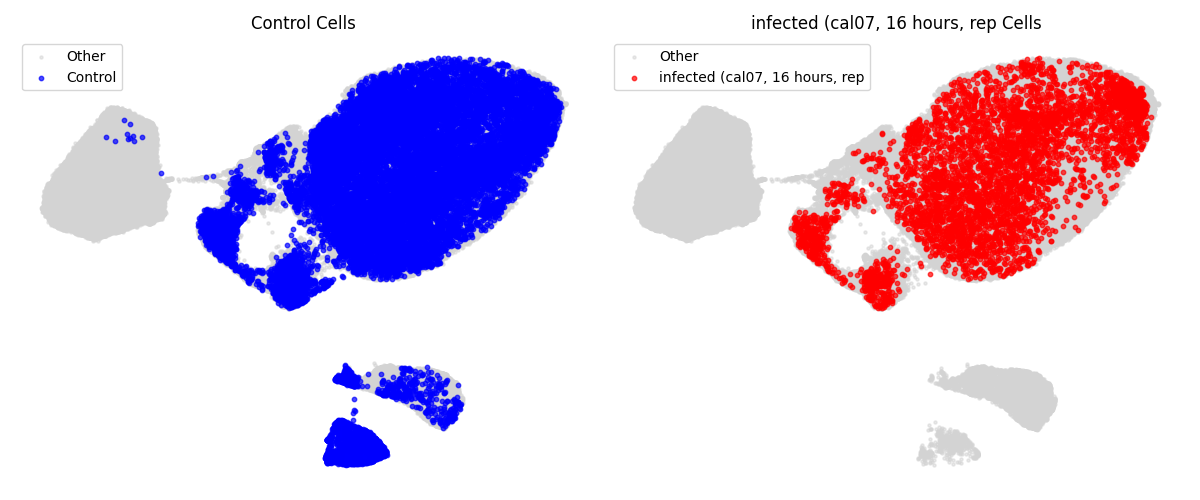 Control Cells
Other
Control
infected (cal07, 16 hours, rep Cells
Other
infected (cal07, 16 hours, rep